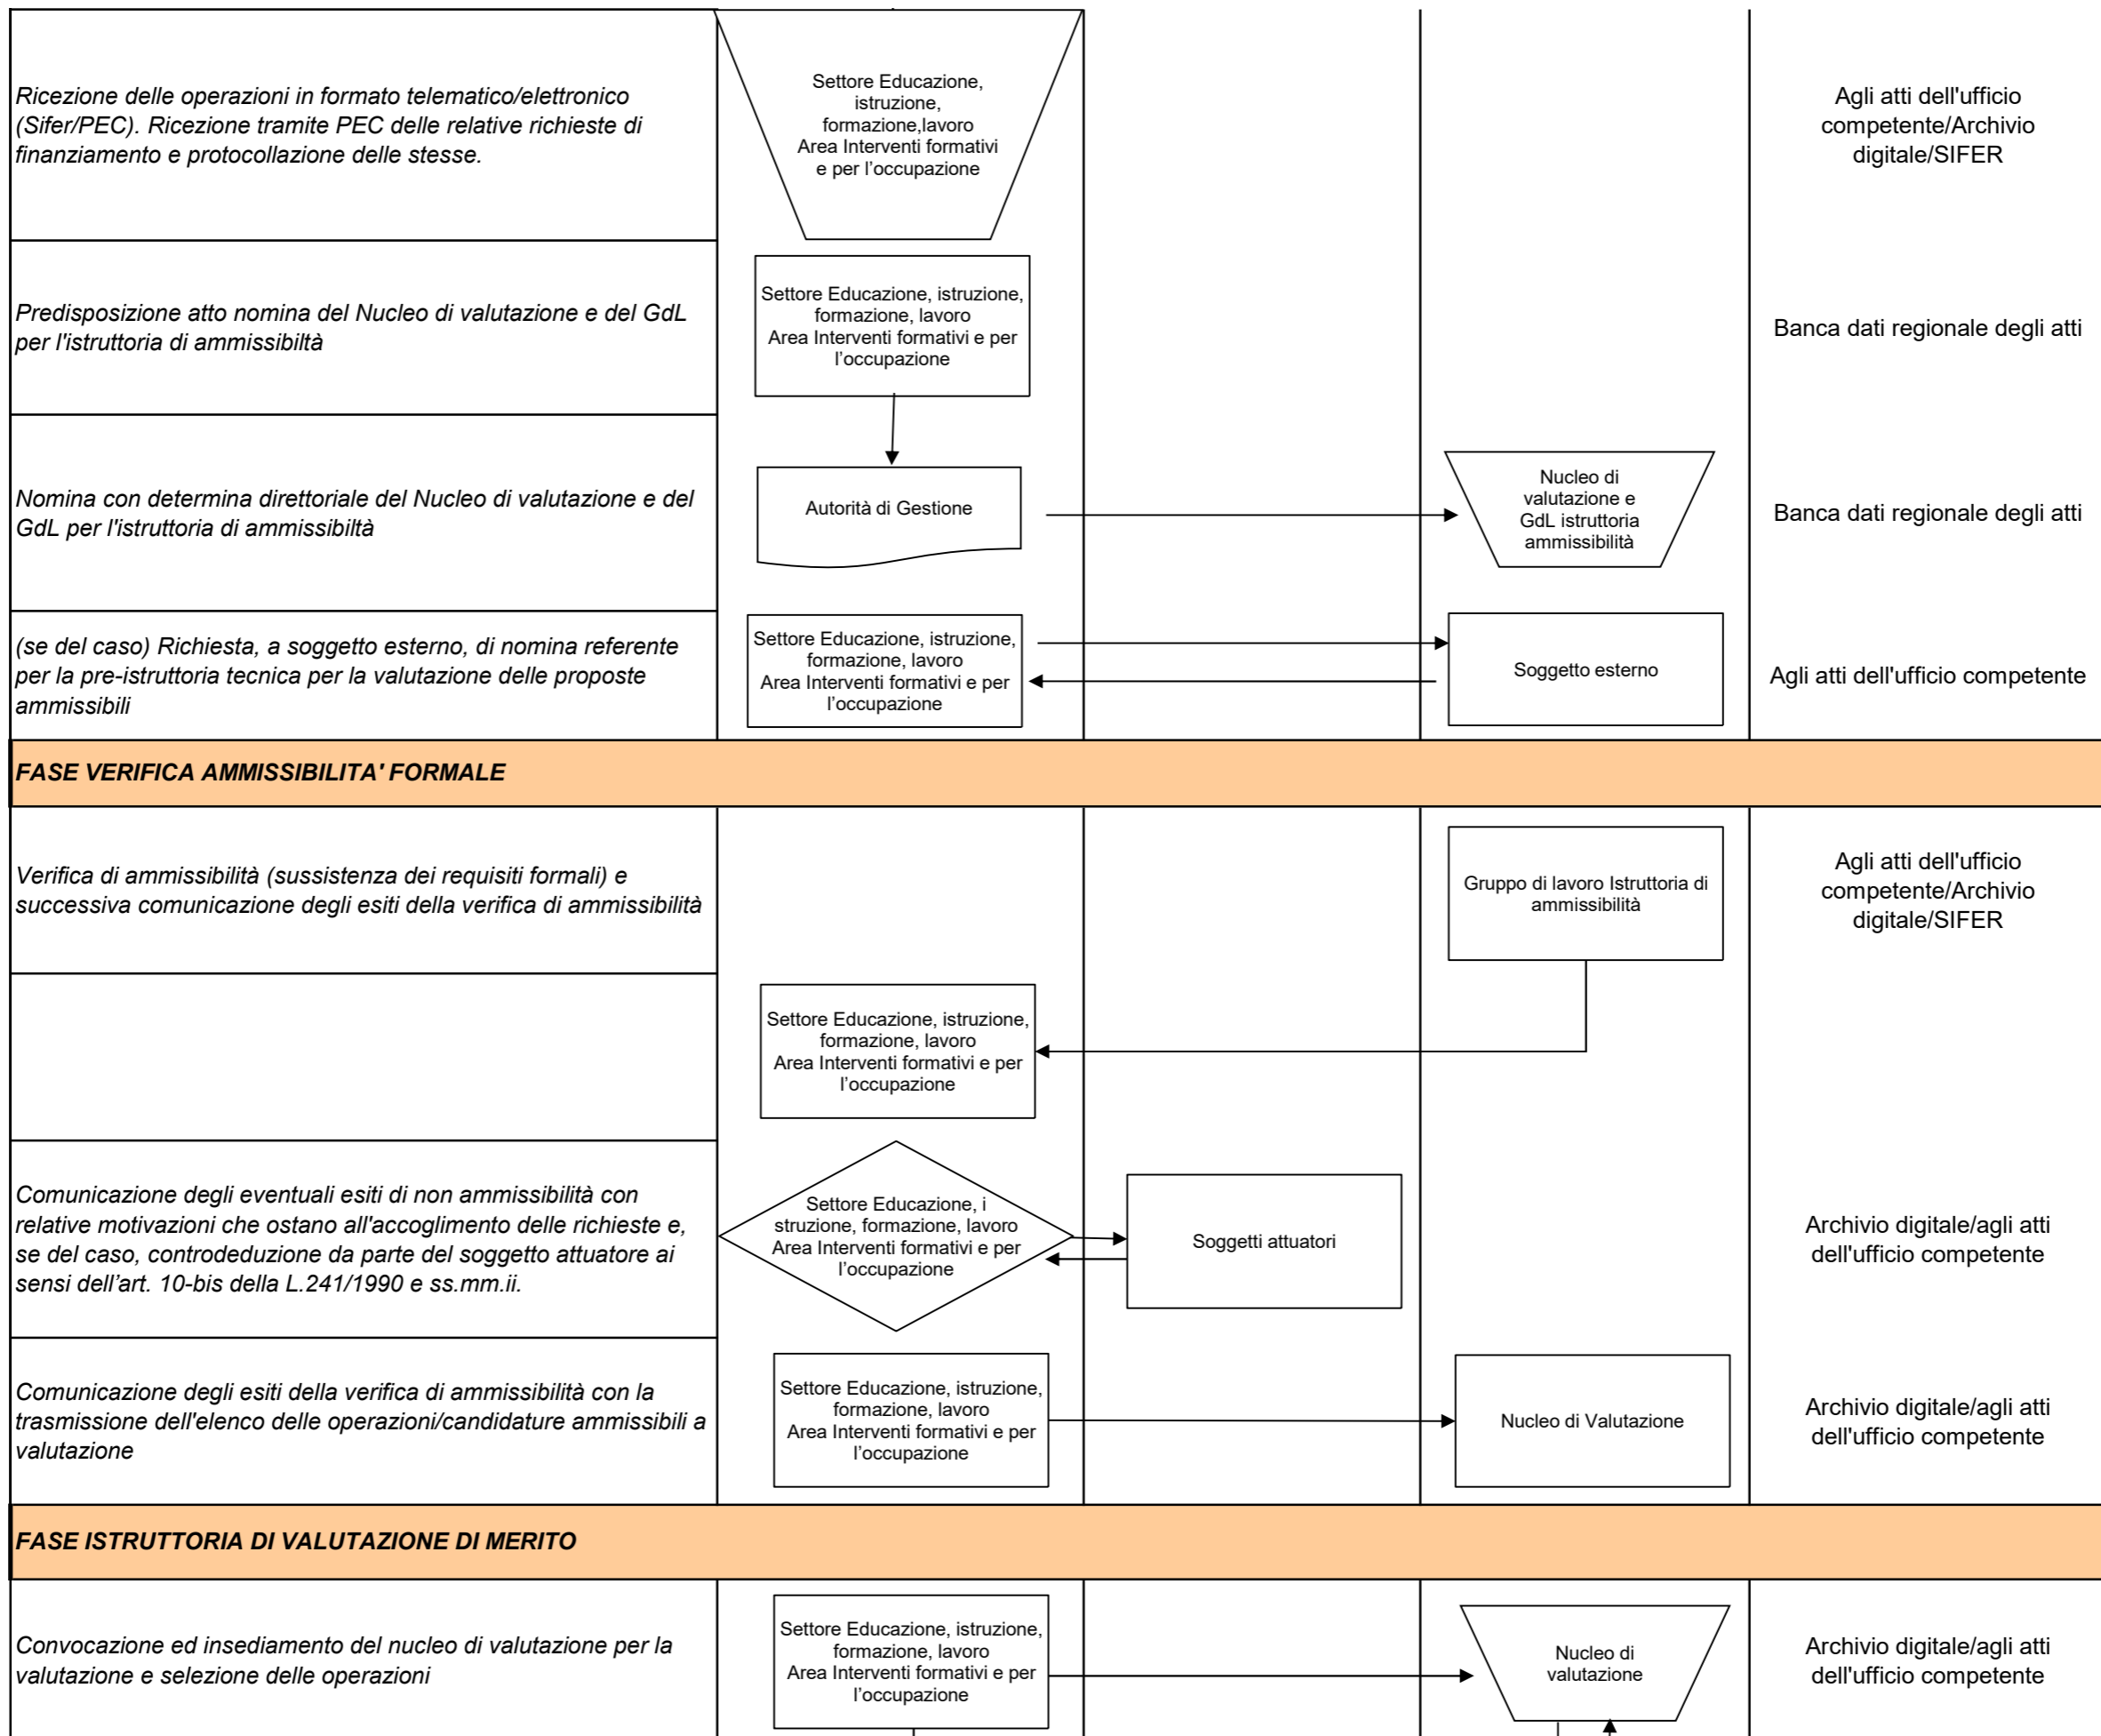 Ricezione delle operazioni in formato telematico/elettronico
(Sifer/PEC). Ricezione tramite PEC delle relative richieste di
finanziamento e protocollazione delle stesse.
Settore Educazione,
istruzione,
formazione,lavoro
Area Interventi formativi
e per l’occupazione
Agli atti dell'ufficio
competente/Archivio
digitale/SIFER
Predisposizione atto nomina del Nucleo di valutazione e del GdL
per l'istruttoria di ammissibiltà
Settore Educazione, istruzione,
formazione, lavoro
Area Interventi formativi e per
l’occupazione
Banca dati regionale degli atti
Nomina con determina direttoriale del Nucleo di valutazione e del
GdL per l'istruttoria di ammissibiltà
Autorità di Gestione
Nucleo di
valutazione e
GdL istruttoria
ammissibilità
Banca dati regionale degli atti
(se del caso) Richiesta, a soggetto esterno, di nomina referente
per la pre-istruttoria tecnica per la valutazione delle proposte
ammissibili
Settore Educazione, istruzione,
formazione, lavoro
Area Interventi formativi e per
l’occupazione
Soggetto esterno
Agli atti dell'ufficio competente
FASE VERIFICA AMMISSIBILITA' FORMALE
Verifica di ammissibilità (sussistenza dei requisiti formali) e
successiva comunicazione degli esiti della verifica di ammissibilità
Gruppo di lavoro Istruttoria di
ammissibilità
Agli atti dell'ufficio
competente/Archivio
digitale/SIFER
Settore Educazione, istruzione,
formazione, lavoro
Area Interventi formativi e per
l’occupazione
Comunicazione degli eventuali esiti di non ammissibilità con
relative motivazioni che ostano all'accoglimento delle richieste e,
se del caso, controdeduzione da parte del soggetto attuatore ai
sensi dell’art. 10-bis della L.241/1990 e ss.mm.ii.
Settore Educazione, i
struzione, formazione, lavoro
Area Interventi formativi e per
l’occupazione
Soggetti attuatori
Archivio digitale/agli atti
dell'ufficio competente
Comunicazione degli esiti della verifica di ammissibilità con la
trasmissione dell'elenco delle operazioni/candidature ammissibili a
valutazione
Settore Educazione, istruzione,
formazione, lavoro
Area Interventi formativi e per
l’occupazione
Nucleo di Valutazione
Archivio digitale/agli atti
dell'ufficio competente
FASE ISTRUTTORIA DI VALUTAZIONE DI MERITO
Convocazione ed insediamento del nucleo di valutazione per la
valutazione e selezione delle operazioni
Settore Educazione, istruzione,
formazione, lavoro
Area Interventi formativi e per
l’occupazione
Nucleo di
valutazione
Archivio digitale/agli atti
dell'ufficio competente